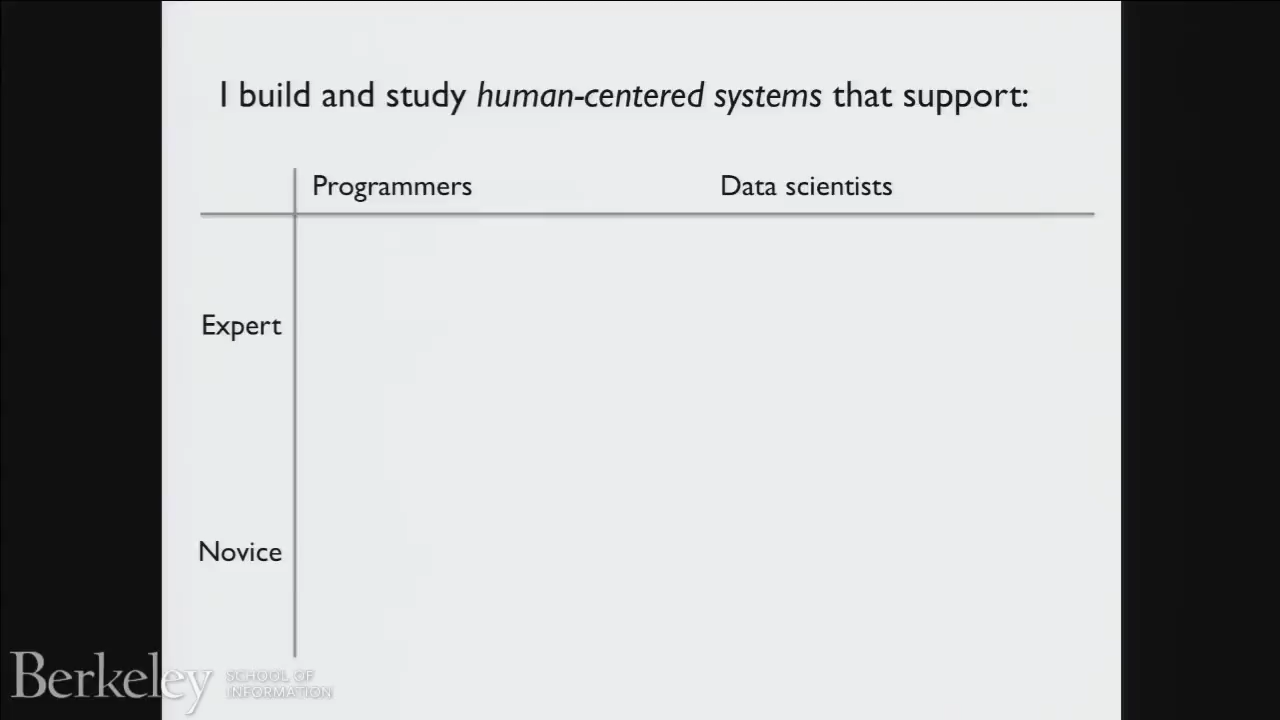 I build and study human-centered systems that support:
Programmers Data scientists
Expert
Novice
Berkeley SCHOOL OF
INFORMATION